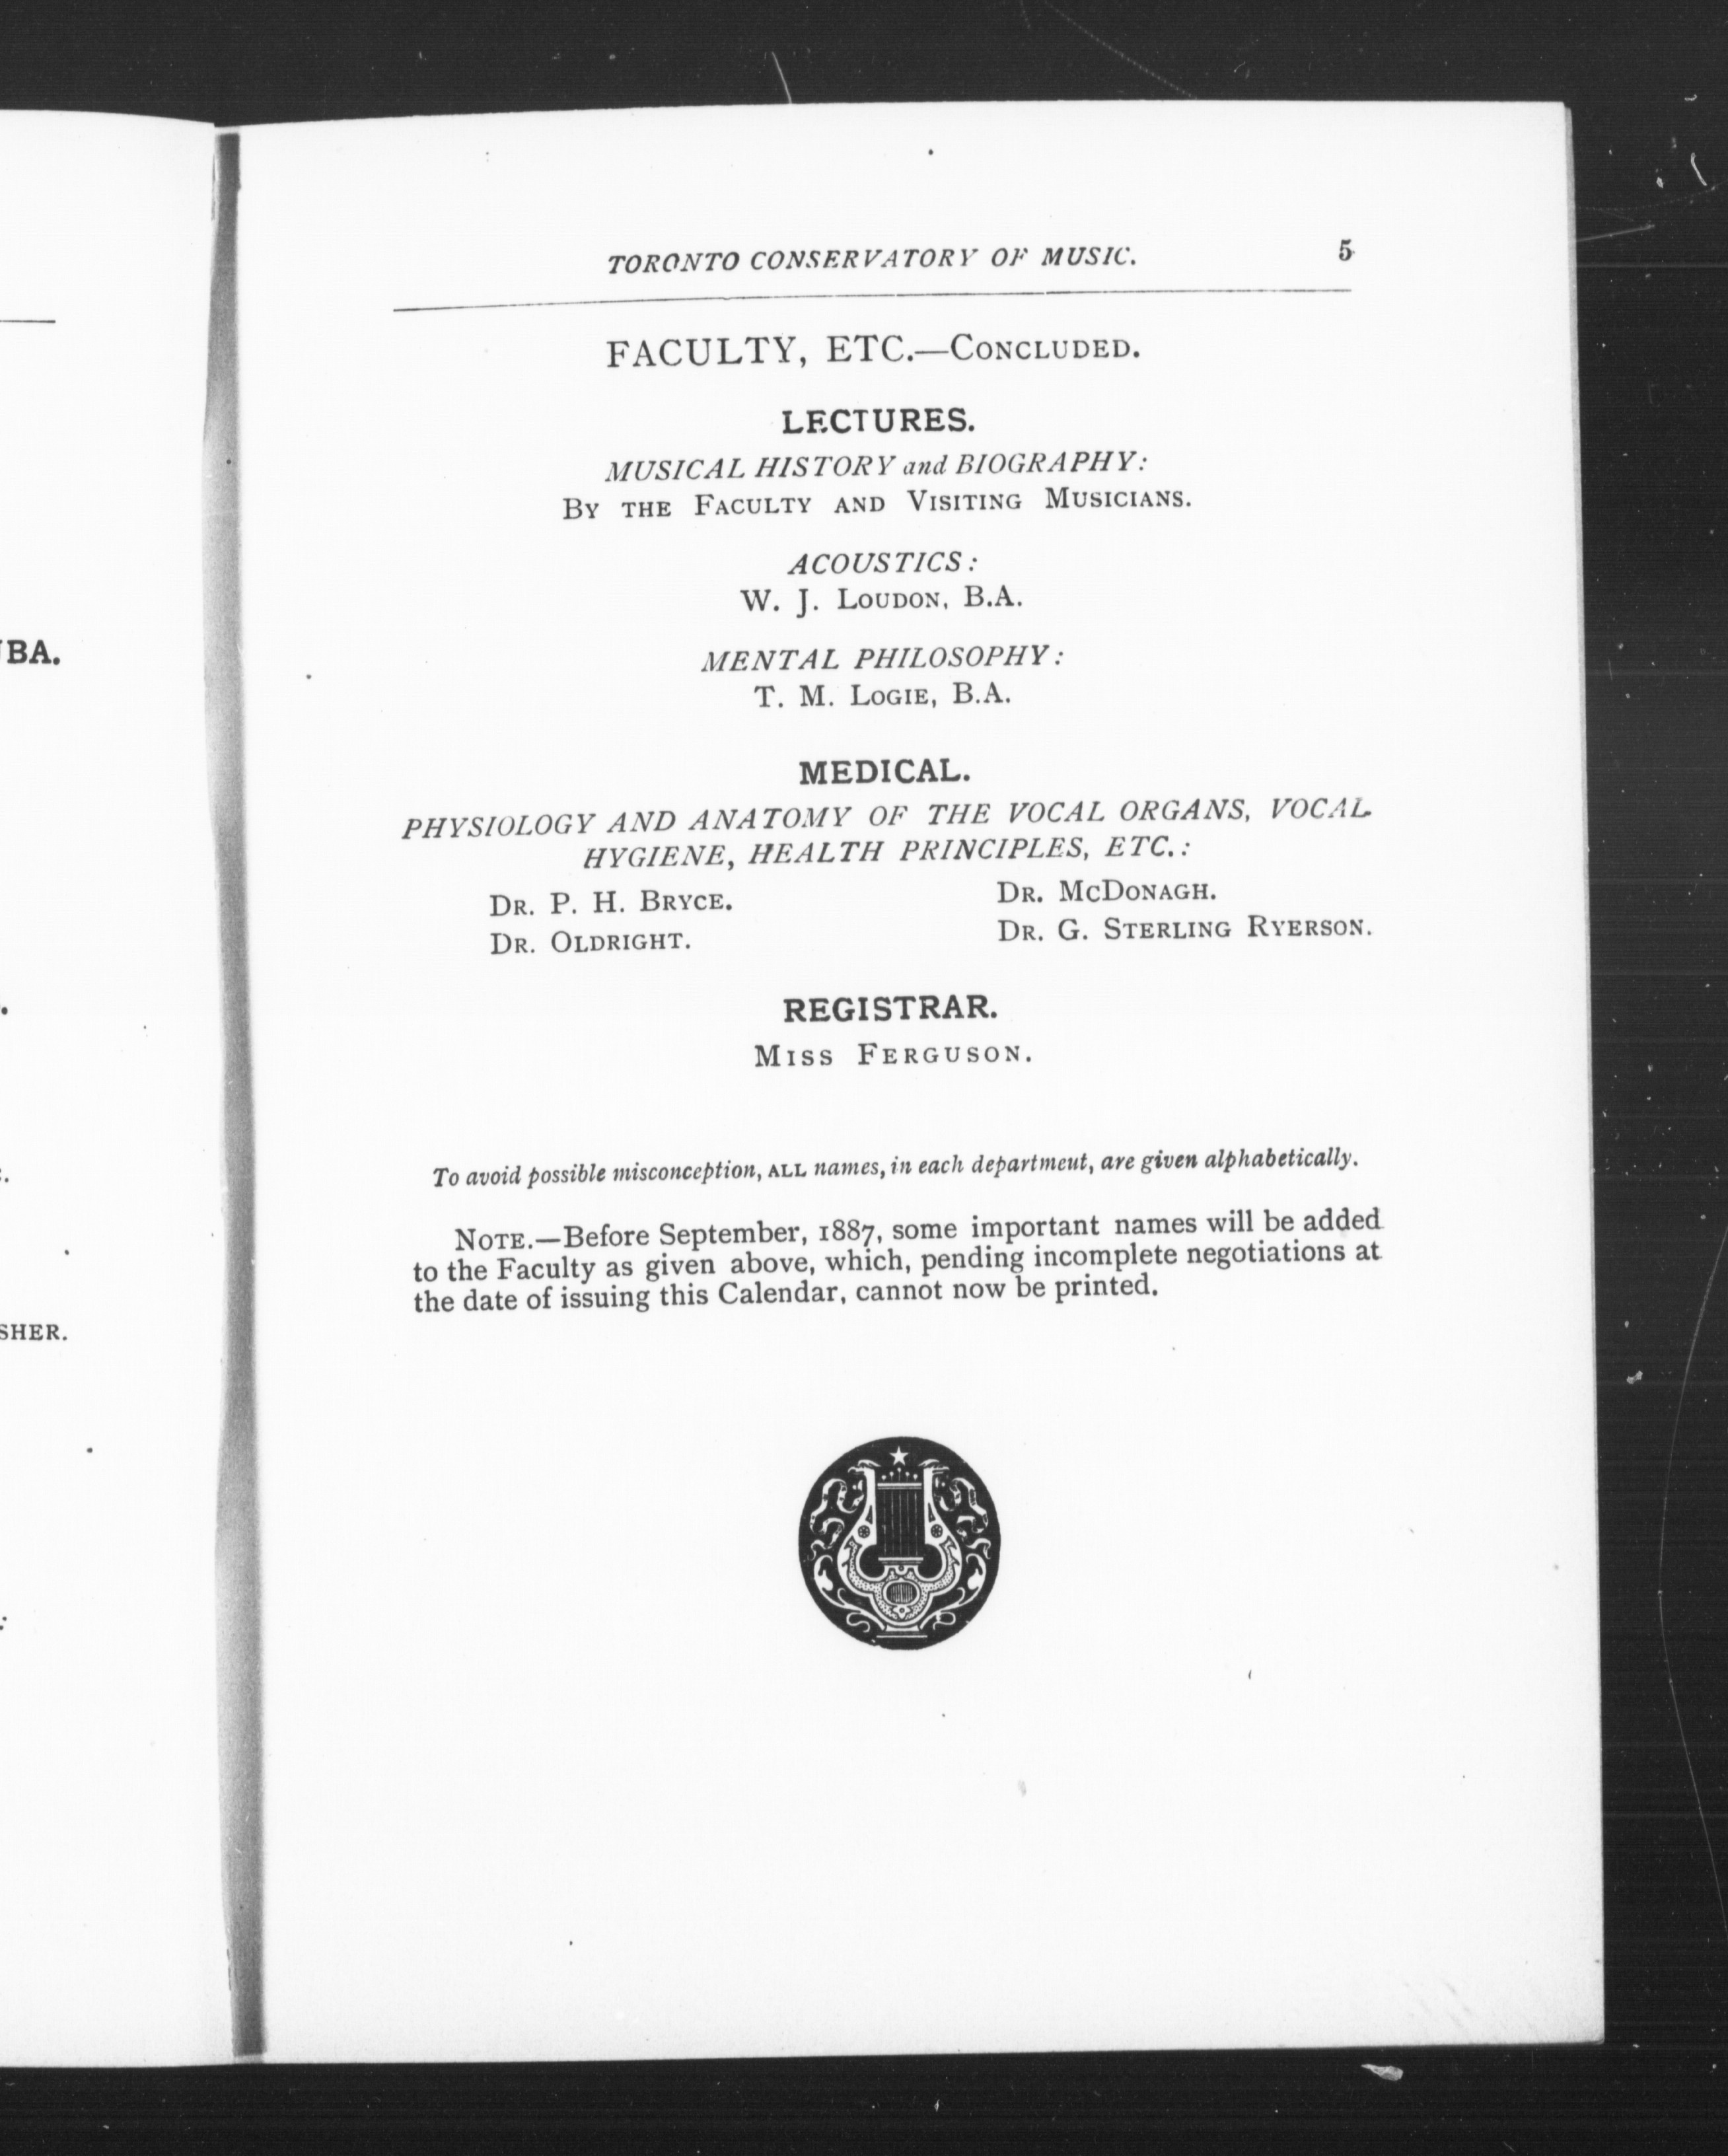 BA.
SHER.
TORONTO CONSERVATORY OF MUSIC. 5
FACULTY, ETC.—CONCLUDED.
LECTURES.
MUSICAL HISTORY and BIOGRAPHY:
BY THE FACULTY AND VISITING MUSICIANS.
ACOUSTICS:
W. J. LOUDON, B.A.
MENTAL PHILOSOPHY:
T. M. LOGIE, B.A.
MEDICAL.
PHYSIOLOGY AND ANATOMY OF THE VOCAL ORGANS, VOCAL
HYGIENE, HEALTH PRINCIPLES, ETC.:
DR. P. H. BRYCE. DR. MCDONAGH.
DR. OLDRIGHT. DR. G. STERLING RYERSON.
REGISTRAR.
MISS FERGUSON.
To avoid possible misconception, ALL names, in each department, are given alphabetically.
NOTE.—Before September, 1887, some important names will be added
to the Faculty as given above, which, pending incomplete negotiations at
the date of issuing this Calendar, cannot now be printed.